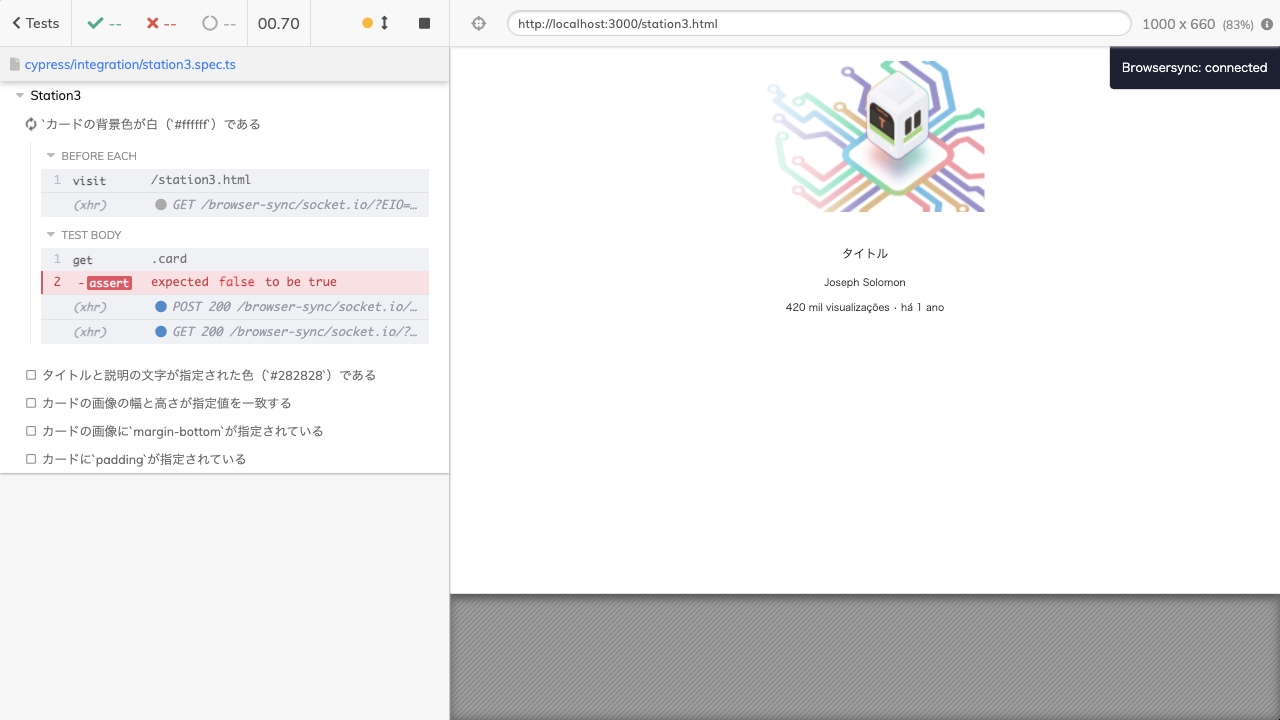 Tests -- -- -- 00.70
http://localhost:3000/station3.html 1000 x 660 (83%)
cypress/integration/station3.spec.ts
Browsersync: connected
Station3
`カードの背景色が白（`#ffffff`）である
BEFORE EACH
1 visit /station3.html
(xhr) GET /browser-sync/socket.io/?EIO=…
TEST BODY
1 get .card
2 -assert expected false to be true
(xhr) POST 200 /browser-sync/socket.io/…
(xhr) GET 200 /browser-sync/socket.io/?…
タイトルと説明の文字が指定された色（`#282828`）である
カードの画像の幅と高さが指定値を一致する
カードの画像に`margin-bottom`が指定されている
カードに`padding`が指定されている
タイトル
Joseph Solomon
420 mil visualizações · há 1 ano